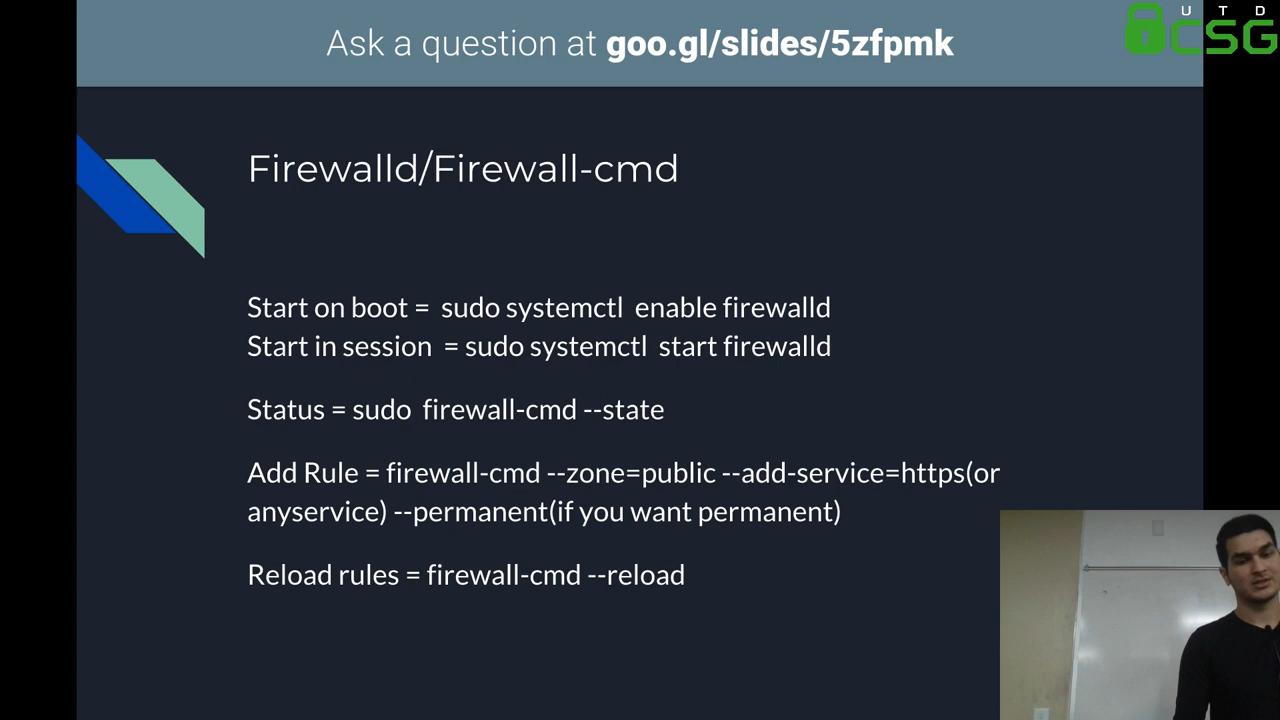 Ask a question at goo.gl/slides/5zfpmk
UTD
CSG
Firewalld/Firewall-cmd
Start on boot = sudo systemctl enable firewalld
Start in session = sudo systemctl start firewalld
Status = sudo firewall-cmd --state
Add Rule = firewall-cmd --zone=public --add-service=https(or
anyservice) --permanent(if you want permanent)
Reload rules = firewall-cmd --reload